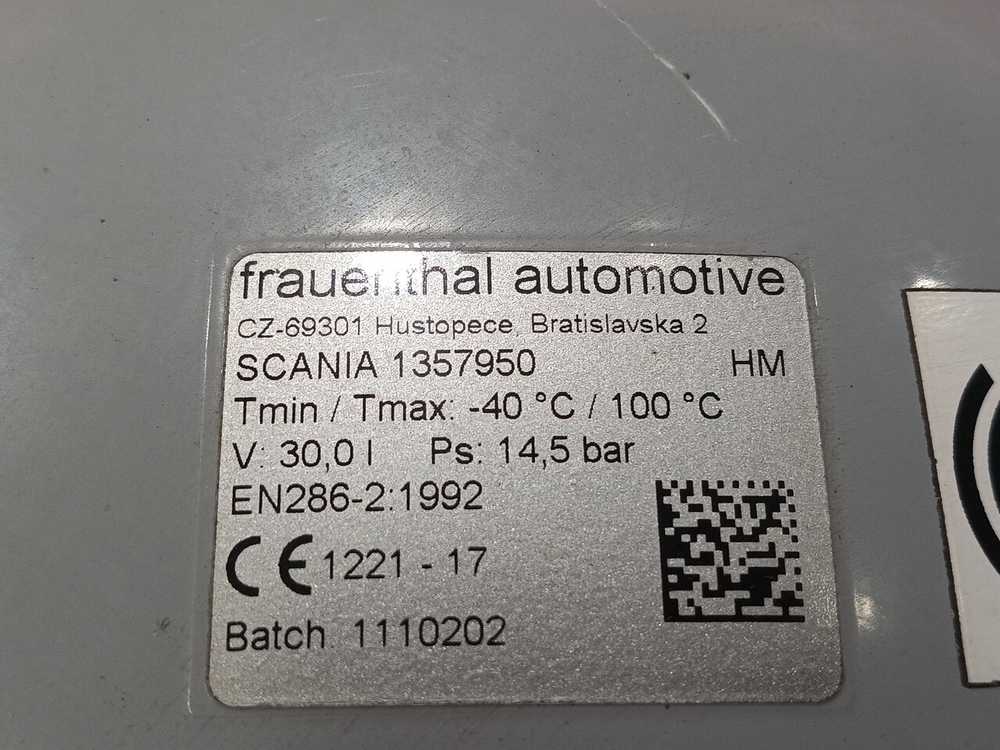 frauenthal automotive
CZ-69301 Hustopece, Bratislavska 2
SCANIA 1357950 HM
Tmin / Tmax: -40 °C / 100 °C
V: 30,0 l Ps: 14,5 bar
EN286-2:1992
CE 1221 - 17
Batch 1110202